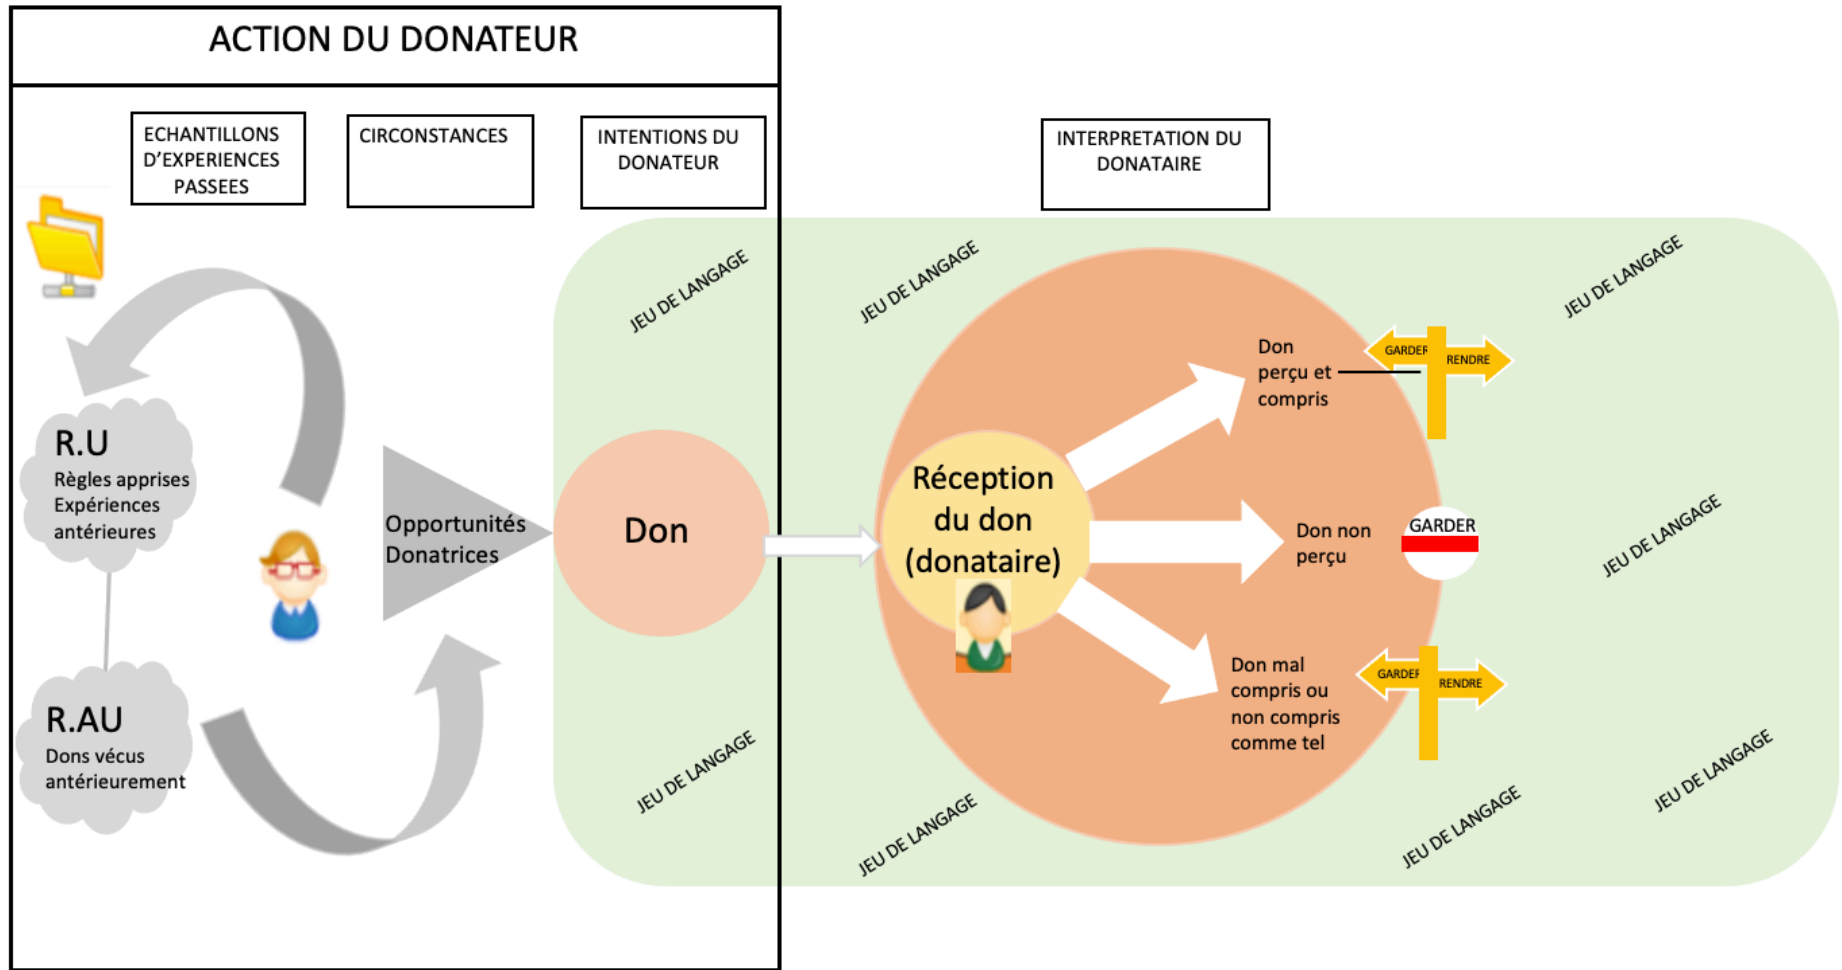 ACTION DU DONATEUR
ECHANTILLONS
D'EXPERIENCES
PASSEES
CIRCONSTANCES
INTENTIONS DU
DONATEUR
INTERPRETATION DU
DONATAIRE
JEU DE LANGAGE
JEU DE LANGAGE
JEU DE LANGAGE
R.U
Règles apprises
Expériences
antérieures
R.AU
Dons vécus
antérieurement
Opportunités
Donatrices
Don
Réception
du don
(donataire)
Don
perçu et
compris
GARDER
RENDRE
Don non
perçu
GARDER
Don mal
compris ou
non compris
comme tel
GARDER
RENDRE
JEU DE LANGAGE
JEU DE LANGAGE
JEU DE LANGAGE
JEU DE LANGAGE
JEU DE LANGAGE